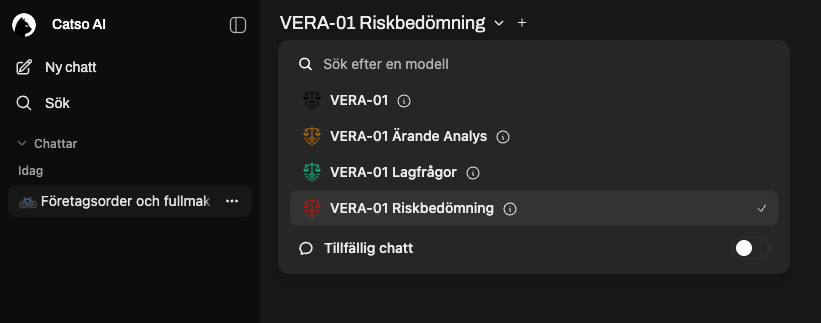 Catso AI
Ny chatt
Sök
Chattar
Idag
Företagsorder och fullmak
VERA-01 Riskbedömning
Sök efter en modell
VERA-01
VERA-01 Ärande Analys
VERA-01 Lagfrågor
VERA-01 Riskbedömning
Tillfällig chatt